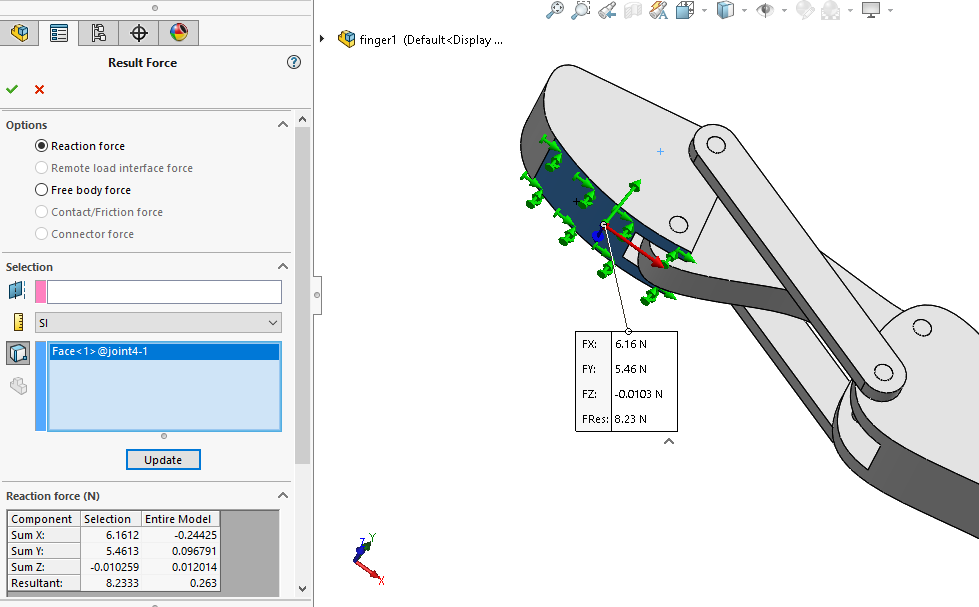 Result Force
finger1 (Default<Display ...
Options
Reaction force
Remote load interface force
Free body force
Contact/Friction force
Connector force
Selection
SI
Face<1>@joint4-1
Update
Reaction force (N)
Component Selection Entire Model
Sum X: 6.1612 -0.24425
Sum Y: 5.4613 0.096791
Sum Z: -0.010259 0.012014
Resultant: 8.2333 0.263
FX: 6.16 N
FY: 5.46 N
FZ: -0.0103 N
FRes: 8.23 N
Z Y
X